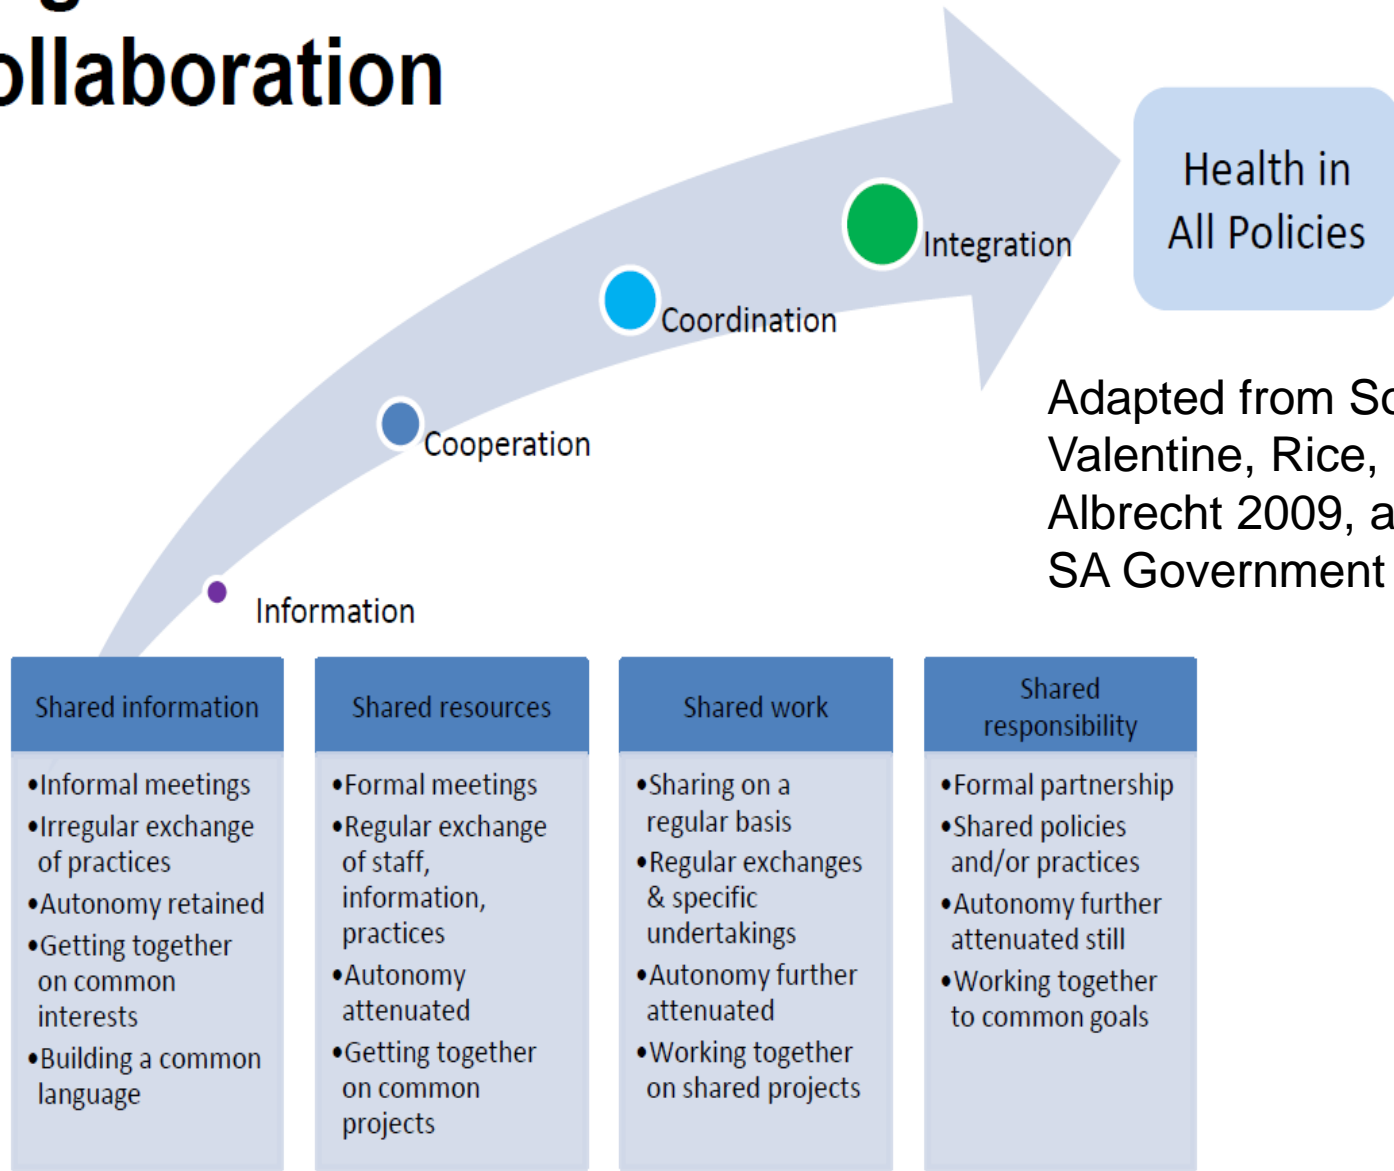 ollaboration
Health in
All Policies
Integration
Coordination
Cooperation
Information
Adapted from
Valentine, Rice,
Albrecht 2009,
SA Government
Shared information
•Informal meetings
•Irregular exchange
of practices
•Autonomy retained
•Getting together
on common
interests
•Building a common
language
Shared resources
•Formal meetings
•Regular exchange
of staff,
information,
practices
•Autonomy
attenuated
•Getting together
on common
projects
Shared work
•Sharing on a
regular basis
•Regular exchanges
& specific
undertakings
•Autonomy further
attenuated
•Working together
on shared projects
Shared
responsibility
•Formal partnership
•Shared policies
and/or practices
•Autonomy further
attenuated still
•Working together
to common goals